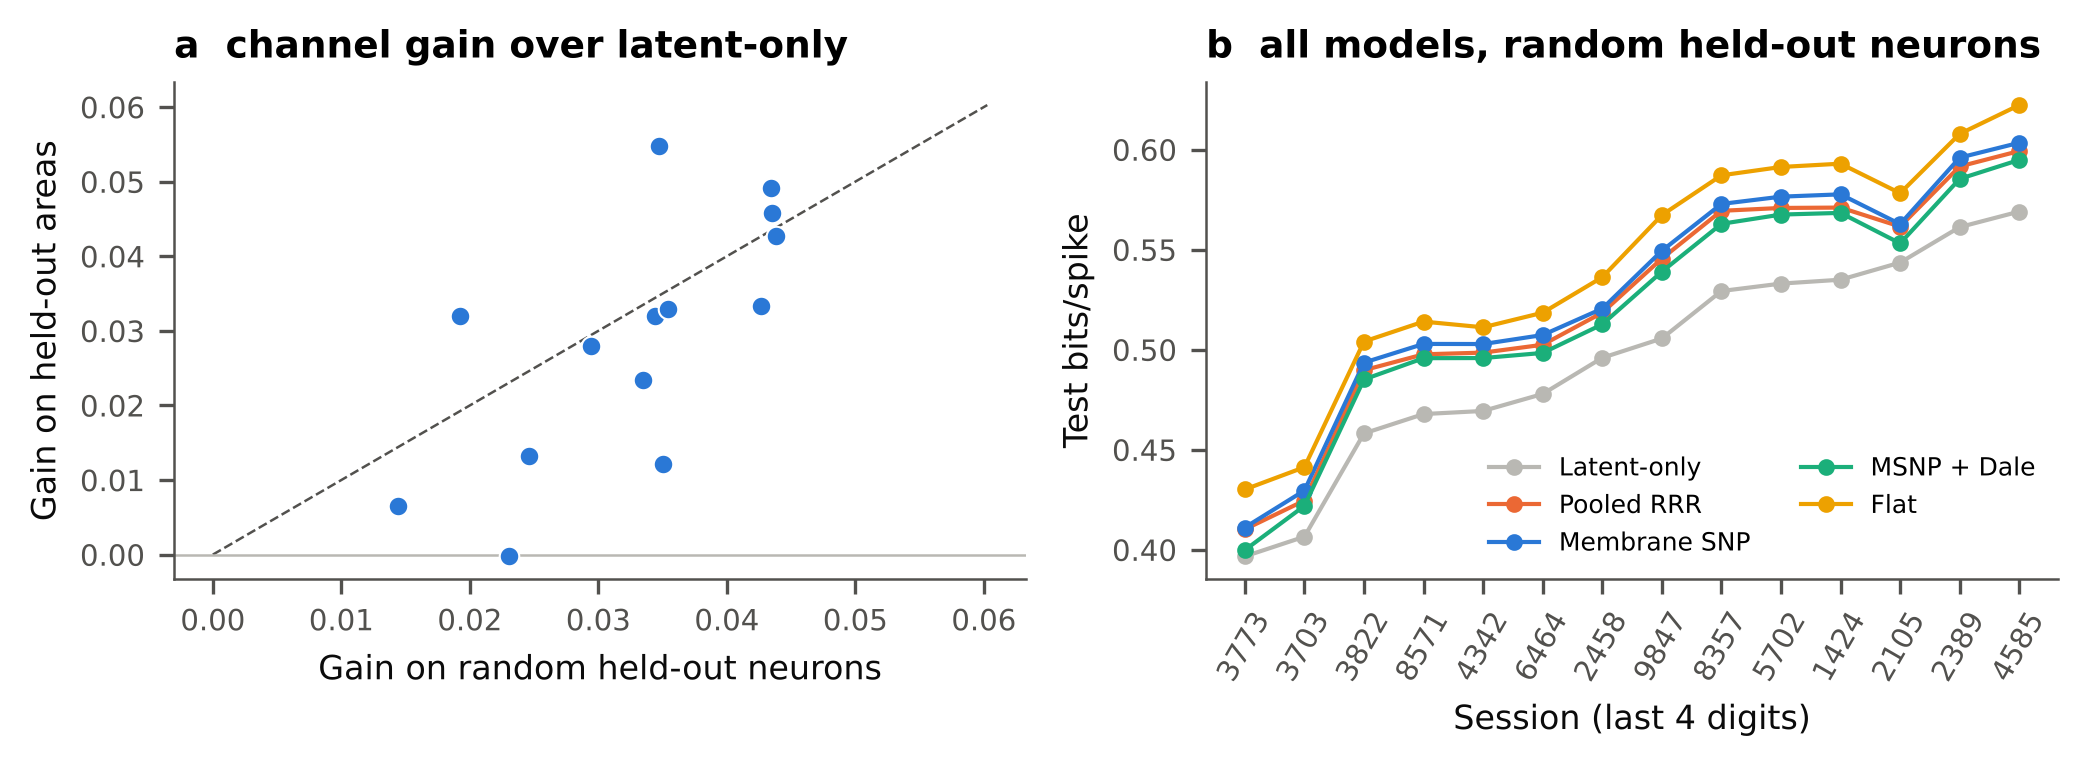 a channel gain over latent-only
Gain on held-out areas
0.06
0.05
0.04
0.03
0.02
0.01
0.00
0.00 0.01 0.02 0.03 0.04 0.05 0.06
Gain on random held-out neurons
b all models, random held-out neurons
Test bits/spike
0.60
0.55
0.50
0.45
0.40
Latent-only
Pooled RRR
Membrane SNP
MSNP + Dale
Flat
3773 3703 3822 8571 4342 6464 2458 9847 8357 5702 1424 2105 2389 4585
Session (last 4 digits)